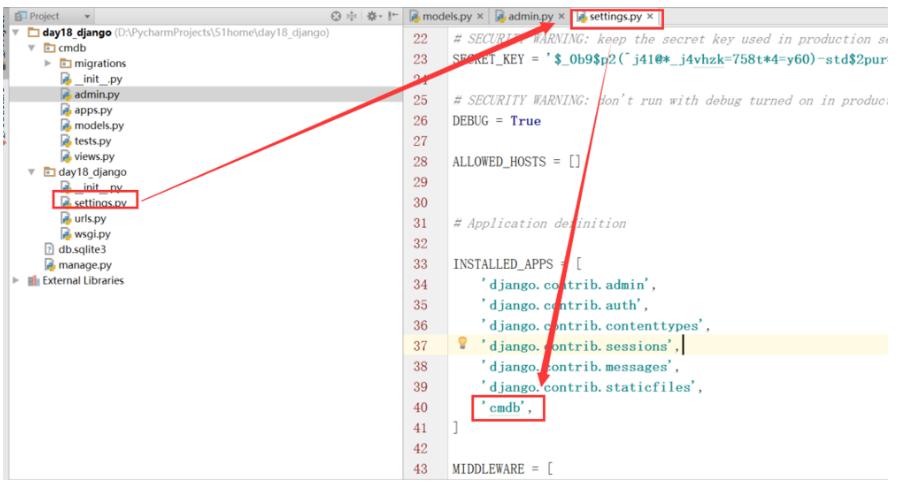 Project
day18_django (D:\PycharmProjects\S1home\day18_django)
cmdb
migrations
__init__.py
admin.py
apps.py
models.py
tests.py
views.py
day18_django
__init__.py
settings.py
urls.py
wsgi.py
db.sqlite3
manage.py
External Libraries
models.py × admin.py × settings.py ×
22 # SECURITY WARNING: keep the secret key used in production se
23 SECRET_KEY = '$_0b9$p2(^j41@*_j4vhzk=758t*4=y60)-std$2pur
24
25 # SECURITY WARNING: don't run with debug turned on in produc
26 DEBUG = True
27
28 ALLOWED_HOSTS = []
29
30
31 # Application definition
32
33 INSTALLED_APPS = [
34 'django.contrib.admin',
35 'django.contrib.auth',
36 'django.contrib.contenttypes',
37 'django.contrib.sessions',
38 'django.contrib.messages',
39 'django.contrib.staticfiles',
40 'cmdb',
41 ]
42
43 MIDDLEWARE = [